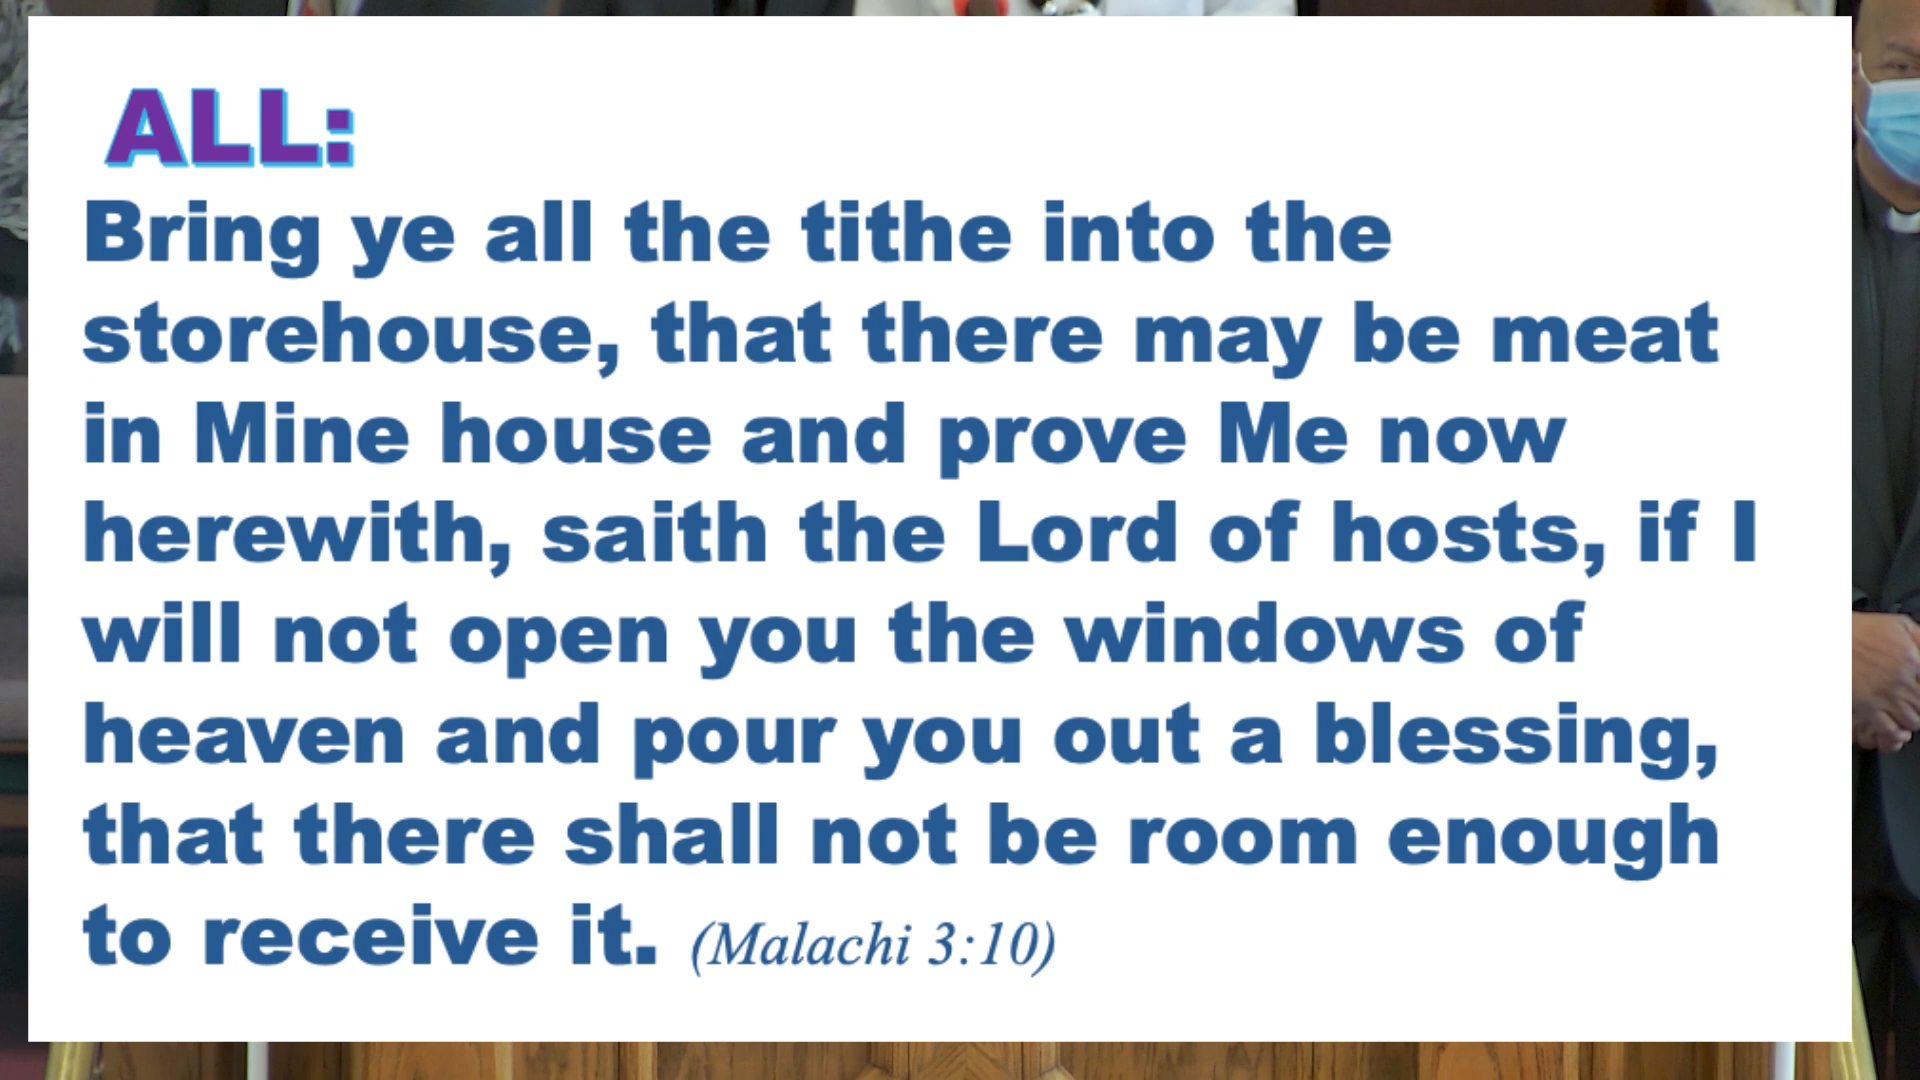 ALL:
Bring ye all the tithe into the
storehouse, that there may be meat
in Mine house and prove Me now
herewith, saith the Lord of hosts, if I
will not open you the windows of
heaven and pour you out a blessing,
that there shall not be room enough
to receive it. (Malachi 3:10)